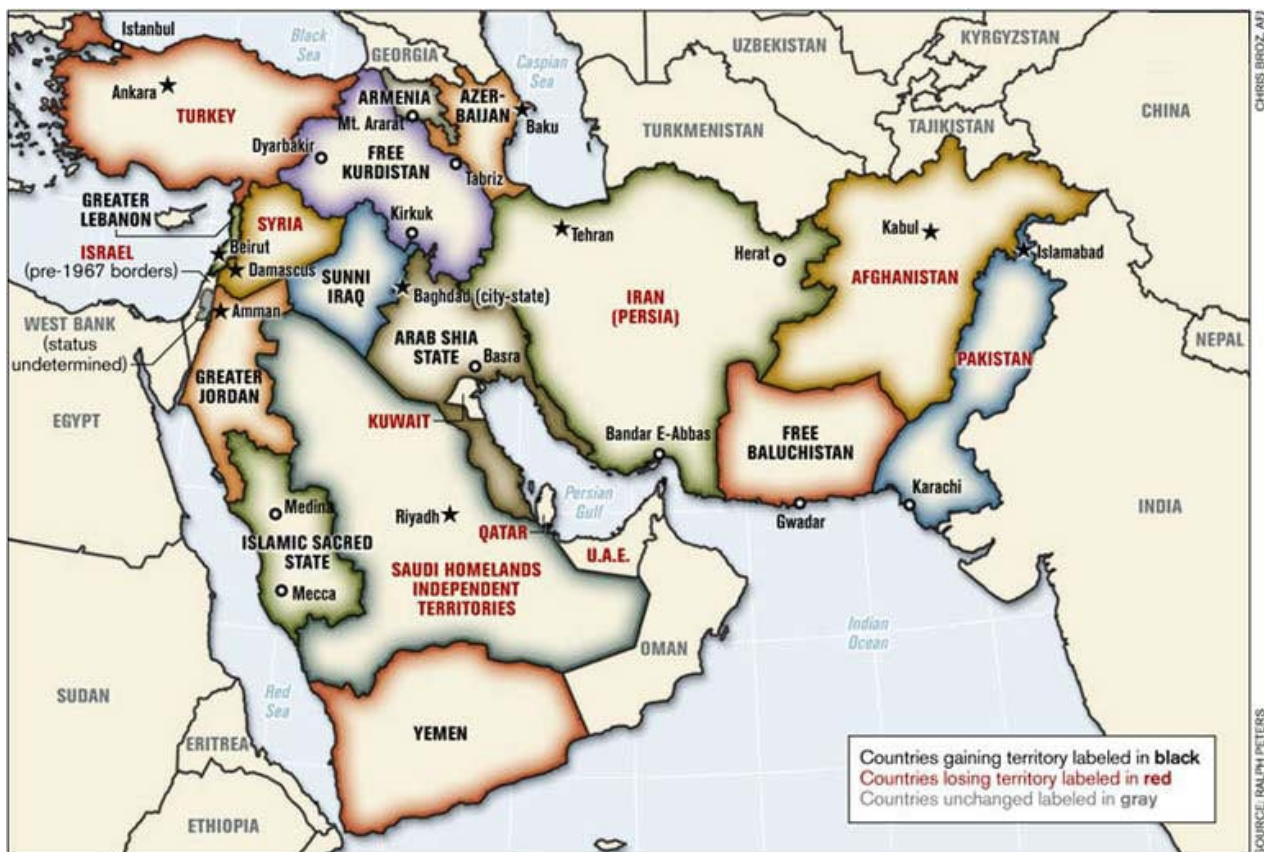 Istanbul
Black
Sea
GEORGIA
Caspian
Sea
UZBEKISTAN
KYRGYZSTAN
CHRIS BROZ, AFJ
Ankara
TURKEY
ARMENIA
Mt. Ararat
AZER-
BAIJAN
Baku
TURKMENISTAN
TAJIKISTAN
CHINA
Dyarbakir
FREE
KURDISTAN
Tabriz
GREATER
LEBANON
SYRIA
Kirkuk
Tehran
Herat
Kabul
ISRAEL
(pre-1967 borders)
Beirut
Damascus
SUNNI
IRAQ
Baghdad (city-state)
IRAN
(PERSIA)
AFGHANISTAN
Islamabad
WEST BANK
(status
undetermined)
Amman
ARAB SHIA
STATE
Basra
NEPAL
PAKISTAN
GREATER
JORDAN
EGYPT
KUWAIT
Bandar E-Abbas
FREE
BALUCHISTAN
Medina
Riyadh
Persian
Gulf
Karachi
Gwadar
INDIA
ISLAMIC SACRED
STATE
QATAR
U.A.E.
Mecca
SAUDI HOMELANDS
INDEPENDENT
TERRITORIES
OMAN
Indian
Ocean
SUDAN
Red
Sea
YEMEN
ERITREA
ETHIOPIA
Countries gaining territory labeled in black
Countries losing territory labeled in red
Countries unchanged labeled in gray
SOURCE: RALPH PETERS